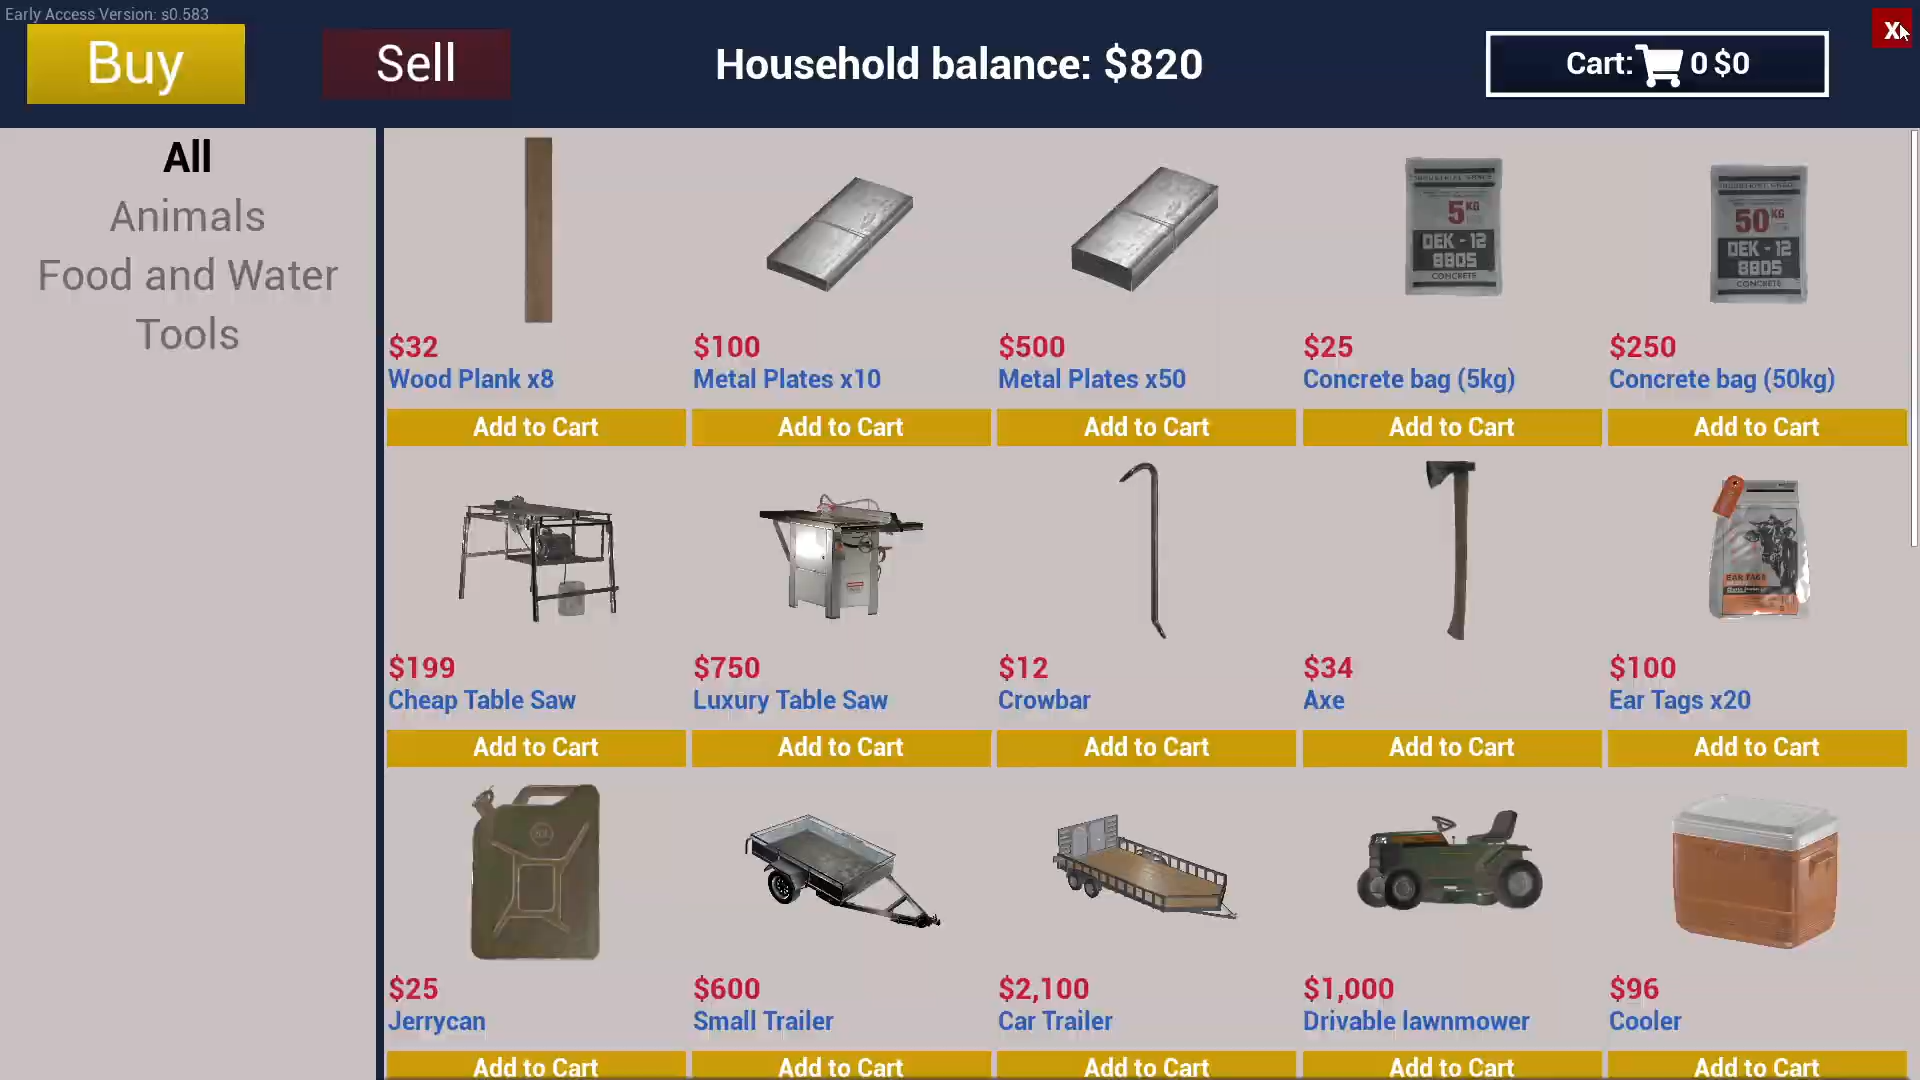 Early Access Version: s0.583
Buy
Sell
Household balance: $820
Cart: 0 $0
X
All
Animals
Food and Water
Tools
$32
Wood Plank x8
Add to Cart
$100
Metal Plates x10
Add to Cart
$500
Metal Plates x50
Add to Cart
INDUSTRIAL GRADE
5KG
DEK - 12
8805
CONCRETE
$25
Concrete bag (5kg)
Add to Cart
INDUSTRIAL GRADE
50KG
DEK - 12
8805
CONCRETE
$250
Concrete bag (50kg)
Add to Cart
$199
Cheap Table Saw
Add to Cart
$750
Luxury Table Saw
Add to Cart
$12
Crowbar
Add to Cart
$34
Axe
Add to Cart
EAR TAGS
$100
Ear Tags x20
Add to Cart
$25
Jerrycan
Add to Cart
$600
Small Trailer
Add to Cart
$2,100
Car Trailer
Add to Cart
$1,000
Drivable lawnmower
Add to Cart
$96
Cooler
Add to Cart